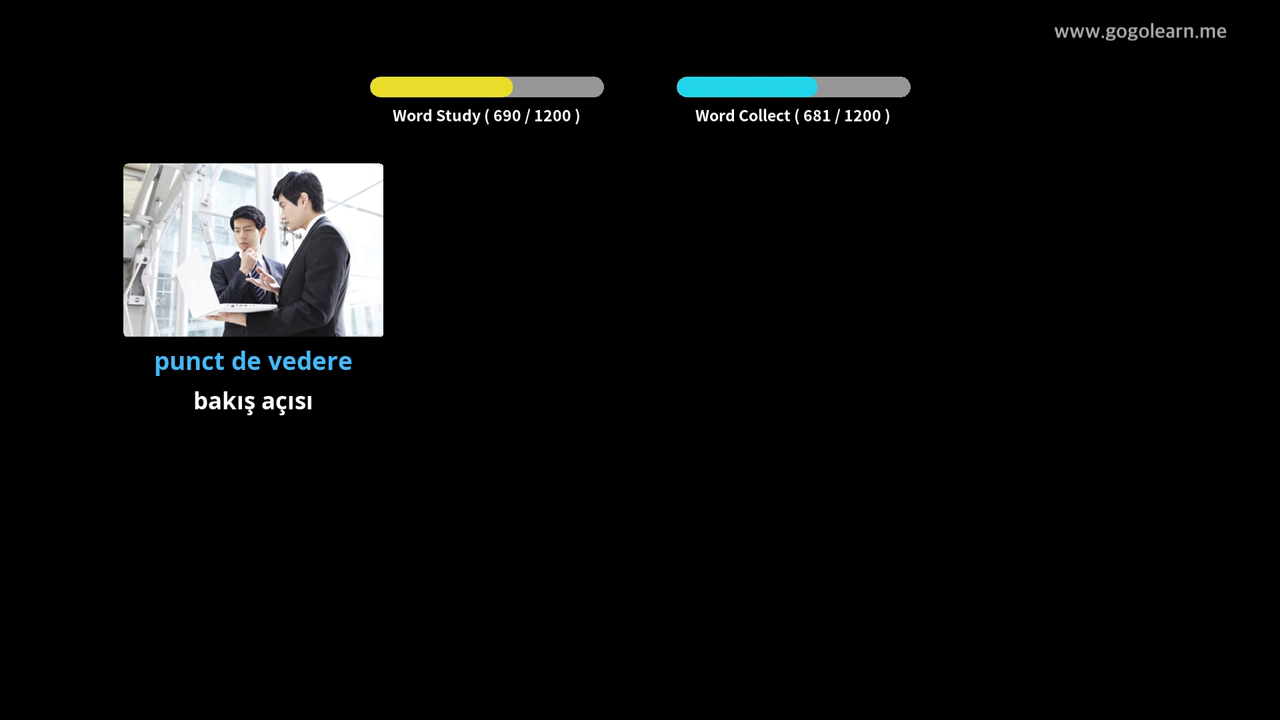 www.gogolearn.me
Word Study ( 690 / 1200 )
Word Collect ( 681 / 1200 )
punct de vedere
bakış açısı